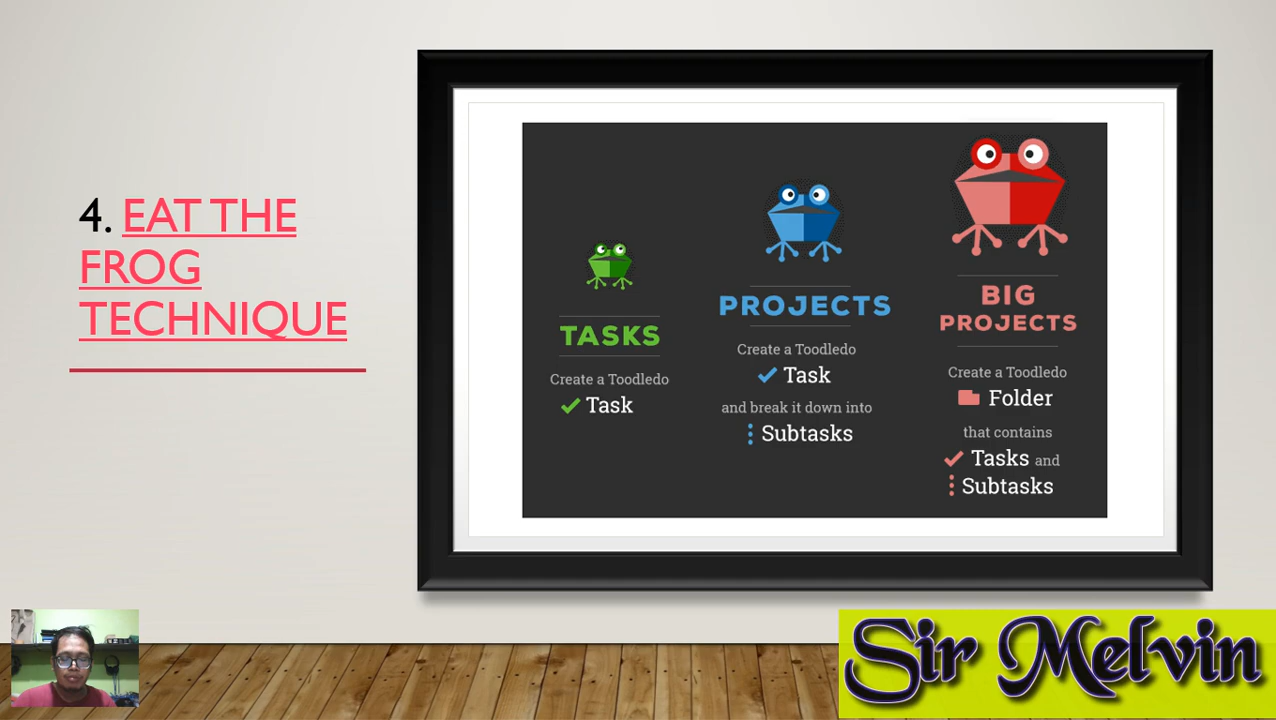 4. EAT THE
FROG
TECHNIQUE
TASKS
Create a Toodledo
Task
PROJECTS
Create a Toodledo
Task
and break it down into
Subtasks
BIG
PROJECTS
Create a Toodledo
Folder
that contains
Tasks and
Subtasks
Sir Melvin